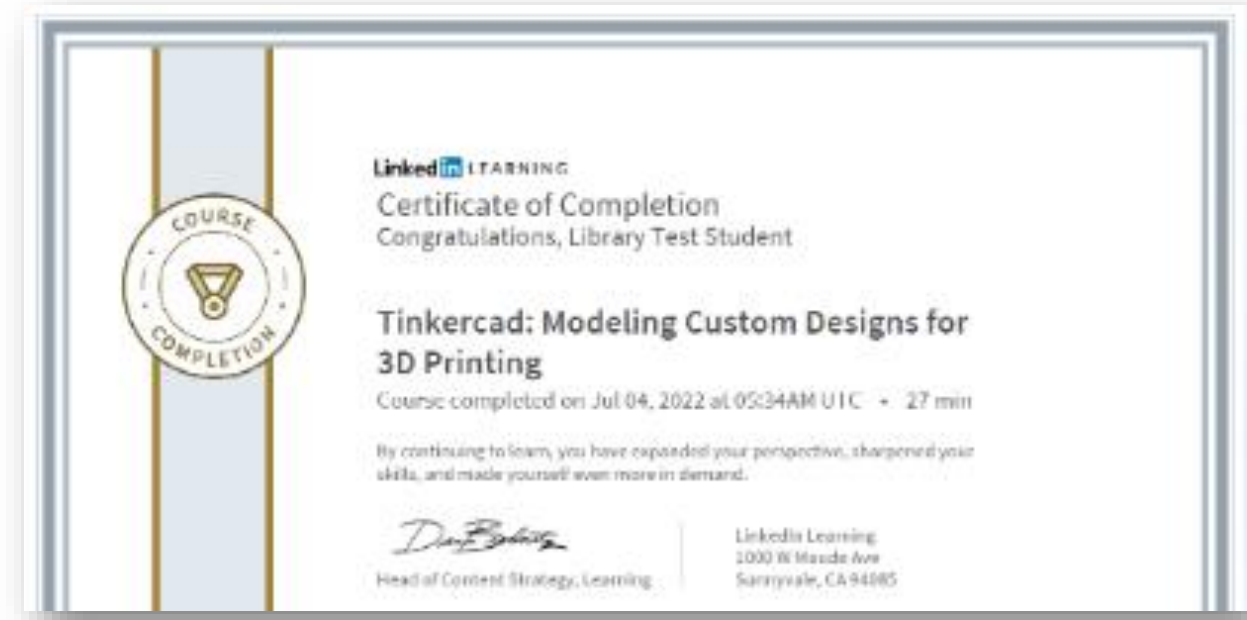 LinkedIn LEARNING
Certificate of Completion
Congratulations, Library Test Student
COURSE
COMPLETION
Tinkercad: Modeling Custom Designs for
3D Printing
Course completed on Jul 04, 2022 at 05:34AM UTC • 27 min
By continuing to learn, you have expanded your perspective, sharpened your
skills, and made yourself even more in demand.
Head of Content Strategy, Learning
LinkedIn Learning
1000 W Maude Ave
Sunnyvale, CA 94085